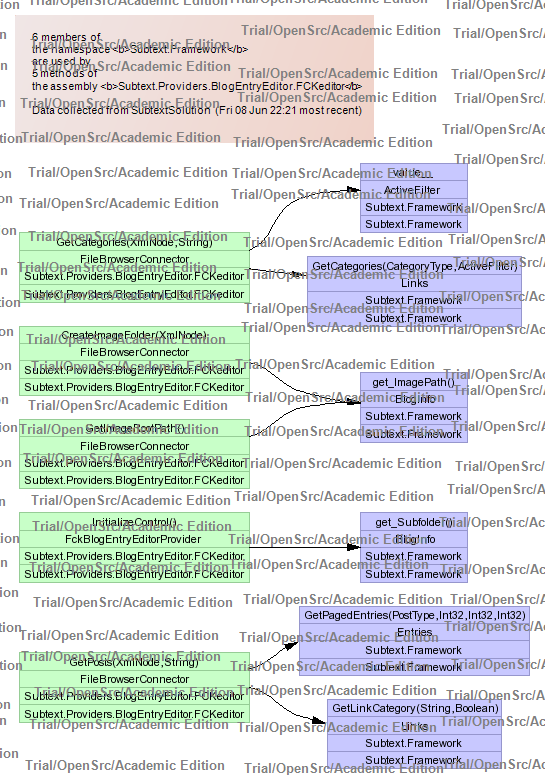 6 members of
the namespace <b>Subtext.Framework</b>
are used by
5 methods of
the assembly <b>Subtext.Providers.BlogEntryEditor.FCKeditor</b>
Data collected from SubtextSolution (Fri 08 Jun 22:21 most recent)
value__
ActiveFilter
Subtext.Framework
Subtext.Framework
GetCategories(XmlNode,String)
FileBrowserConnector
Subtext.Providers.BlogEntryEditor.FCKeditor
Subtext.Providers.BlogEntryEditor.FCKeditor
GetCategories(CategoryType,ActiveFilter)
Links
Subtext.Framework
Subtext.Framework
CreateImageFolder(XmlNode)
FileBrowserConnector
Subtext.Providers.BlogEntryEditor.FCKeditor
Subtext.Providers.BlogEntryEditor.FCKeditor
get_ImagePath()
BlogInfo
Subtext.Framework
Subtext.Framework
GetImageRootPath()
FileBrowserConnector
Subtext.Providers.BlogEntryEditor.FCKeditor
Subtext.Providers.BlogEntryEditor.FCKeditor
InitializeControl()
FckBlogEntryEditorProvider
Subtext.Providers.BlogEntryEditor.FCKeditor
Subtext.Providers.BlogEntryEditor.FCKeditor
get_Subfolder()
BlogInfo
Subtext.Framework
Subtext.Framework
GetPagedEntries(PostType,Int32,Int32,Int32)
Entries
Subtext.Framework
Subtext.Framework
GetPosts(XmlNode,String)
FileBrowserConnector
Subtext.Providers.BlogEntryEditor.FCKeditor
Subtext.Providers.BlogEntryEditor.FCKeditor
GetLinkCategory(String,Boolean)
Links
Subtext.Framework
Subtext.Framework
Trial/OpenSrc/Academic Edition